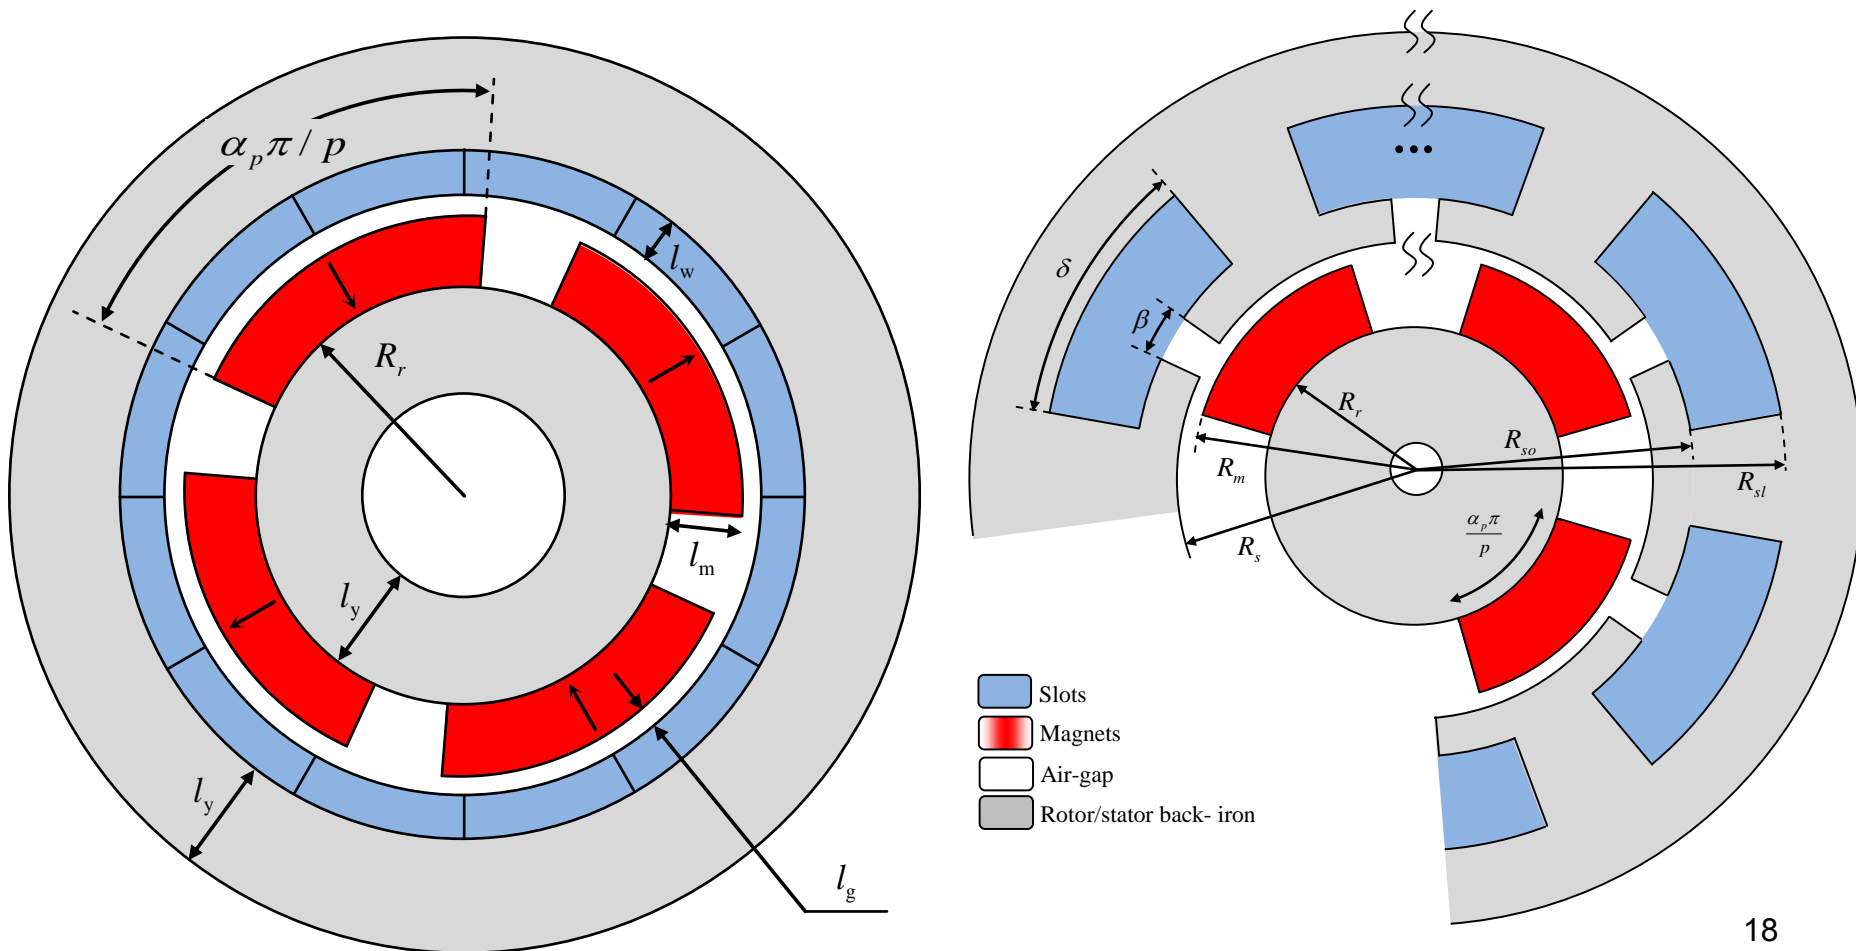 α_p π / p
l_w
R_r
l_m
l_y
l_y
l_g
•••
δ
β
R_r
R_so
R_m
R_sl
α_p π / p
R_s
Slots
Magnets
Air-gap
Rotor/stator back- iron
18